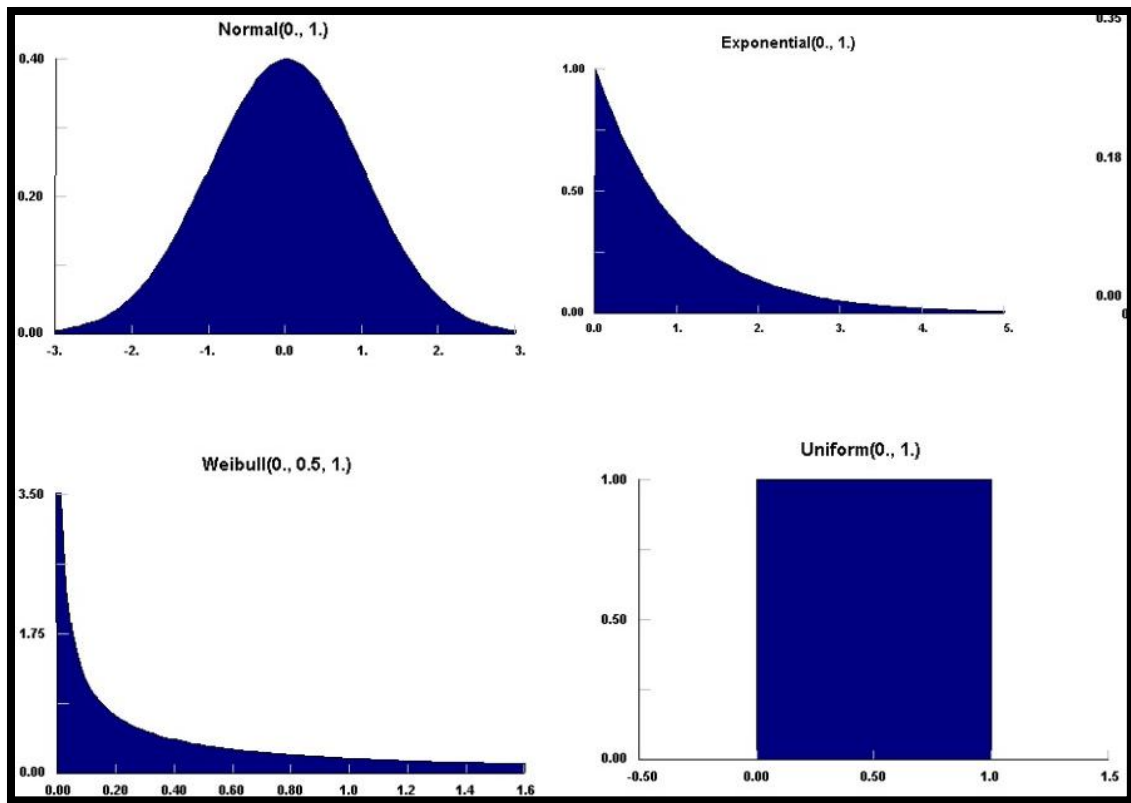 Normal(0., 1.)
0.40
0.20
0.00
-3. -2. -1. 0.0 1. 2. 3.
Exponential(0., 1.)
1.00
0.50
0.00
0.0 1. 2. 3. 4. 5.
0.35
0.18
0.00
0
Weibull(0., 0.5, 1.)
3.50
1.75
0.00
0.00 0.20 0.40 0.60 0.80 1.0 1.2 1.4 1.6
Uniform(0., 1.)
1.00
0.50
0.00
-0.50 0.00 0.50 1.0 1.5